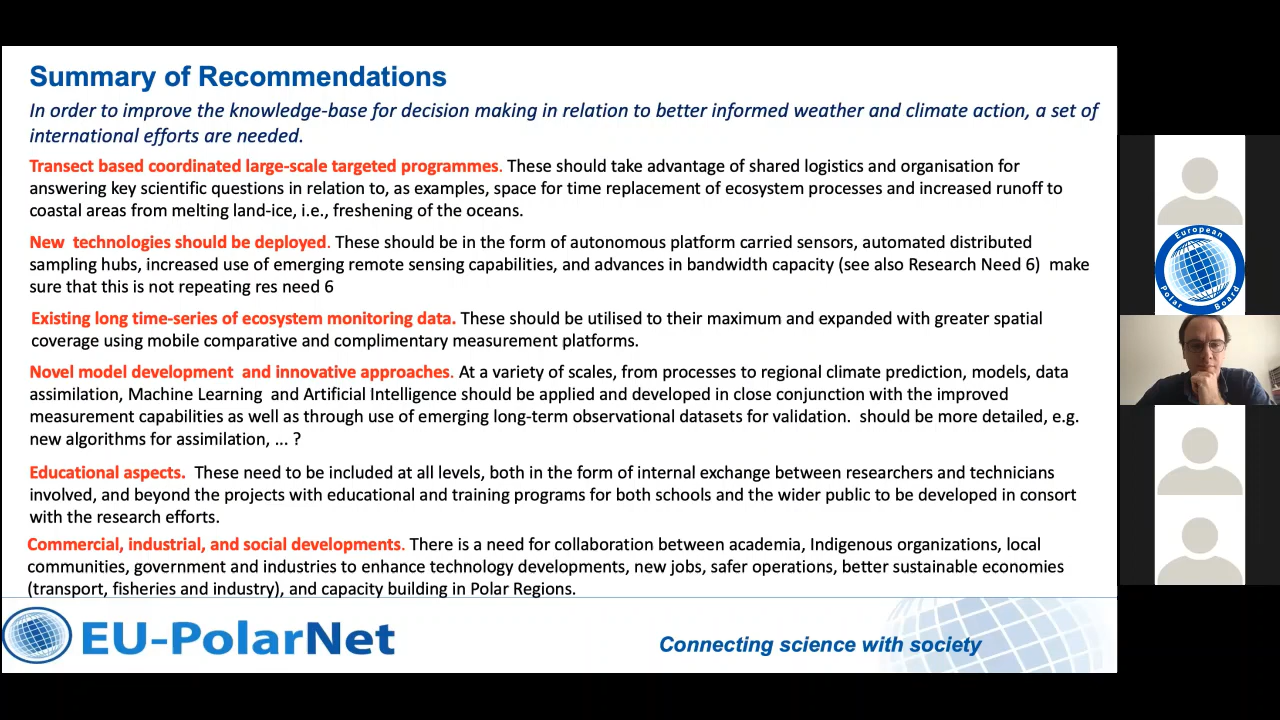 Summary of Recommendations
In order to improve the knowledge-base for decision making in relation to better informed weather and climate action, a set of
international efforts are needed.
Transect based coordinated large-scale targeted programmes. These should take advantage of shared logistics and organisation for
answering key scientific questions in relation to, as examples, space for time replacement of ecosystem processes and increased runoff to
coastal areas from melting land-ice, i.e., freshening of the oceans.
New technologies should be deployed. These should be in the form of autonomous platform carried sensors, automated distributed
sampling hubs, increased use of emerging remote sensing capabilities, and advances in bandwidth capacity (see also Research Need 6) make
sure that this is not repeating res need 6
Existing long time-series of ecosystem monitoring data. These should be utilised to their maximum and expanded with greater spatial
coverage using mobile comparative and complimentary measurement platforms.
Novel model development and innovative approaches. At a variety of scales, from processes to regional climate prediction, models, data
assimilation, Machine Learning and Artificial Intelligence should be applied and developed in close conjunction with the improved
measurement capabilities as well as through use of emerging long-term observational datasets for validation. should be more detailed, e.g.
new algorithms for assimilation, ... ?
Educational aspects. These need to be included at all levels, both in the form of internal exchange between researchers and technicians
involved, and beyond the projects with educational and training programs for both schools and the wider public to be developed in consort
with the research efforts.
Commercial, industrial, and social developments. There is a need for collaboration between academia, Indigenous organizations, local
communities, government and industries to enhance technology developments, new jobs, safer operations, better sustainable economies
(transport, fisheries and industry), and capacity building in Polar Regions.
EU-PolarNet
Connecting science with society
European
Polar Board